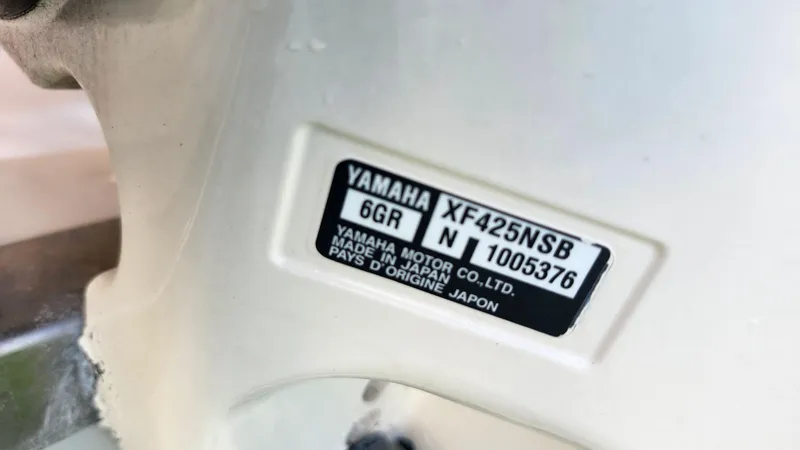 YAMAHA XF425NSB
6GR N 1005376
YAMAHA MOTOR CO.,LTD.
MADE IN JAPAN
PAYS D'ORIGINE JAPON